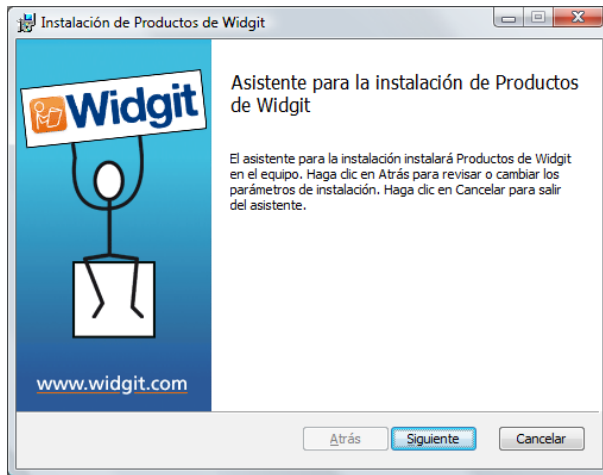 Instalación de Productos de Widgit
Widgit
Asistente para la instalación de Productos
de Widgit
El asistente para la instalación instalará Productos de Widgit
en el equipo. Haga clic en Atrás para revisar o cambiar los
parámetros de instalación. Haga clic en Cancelar para salir
del asistente.
www.widgit.com
Atrás
Siguiente
Cancelar